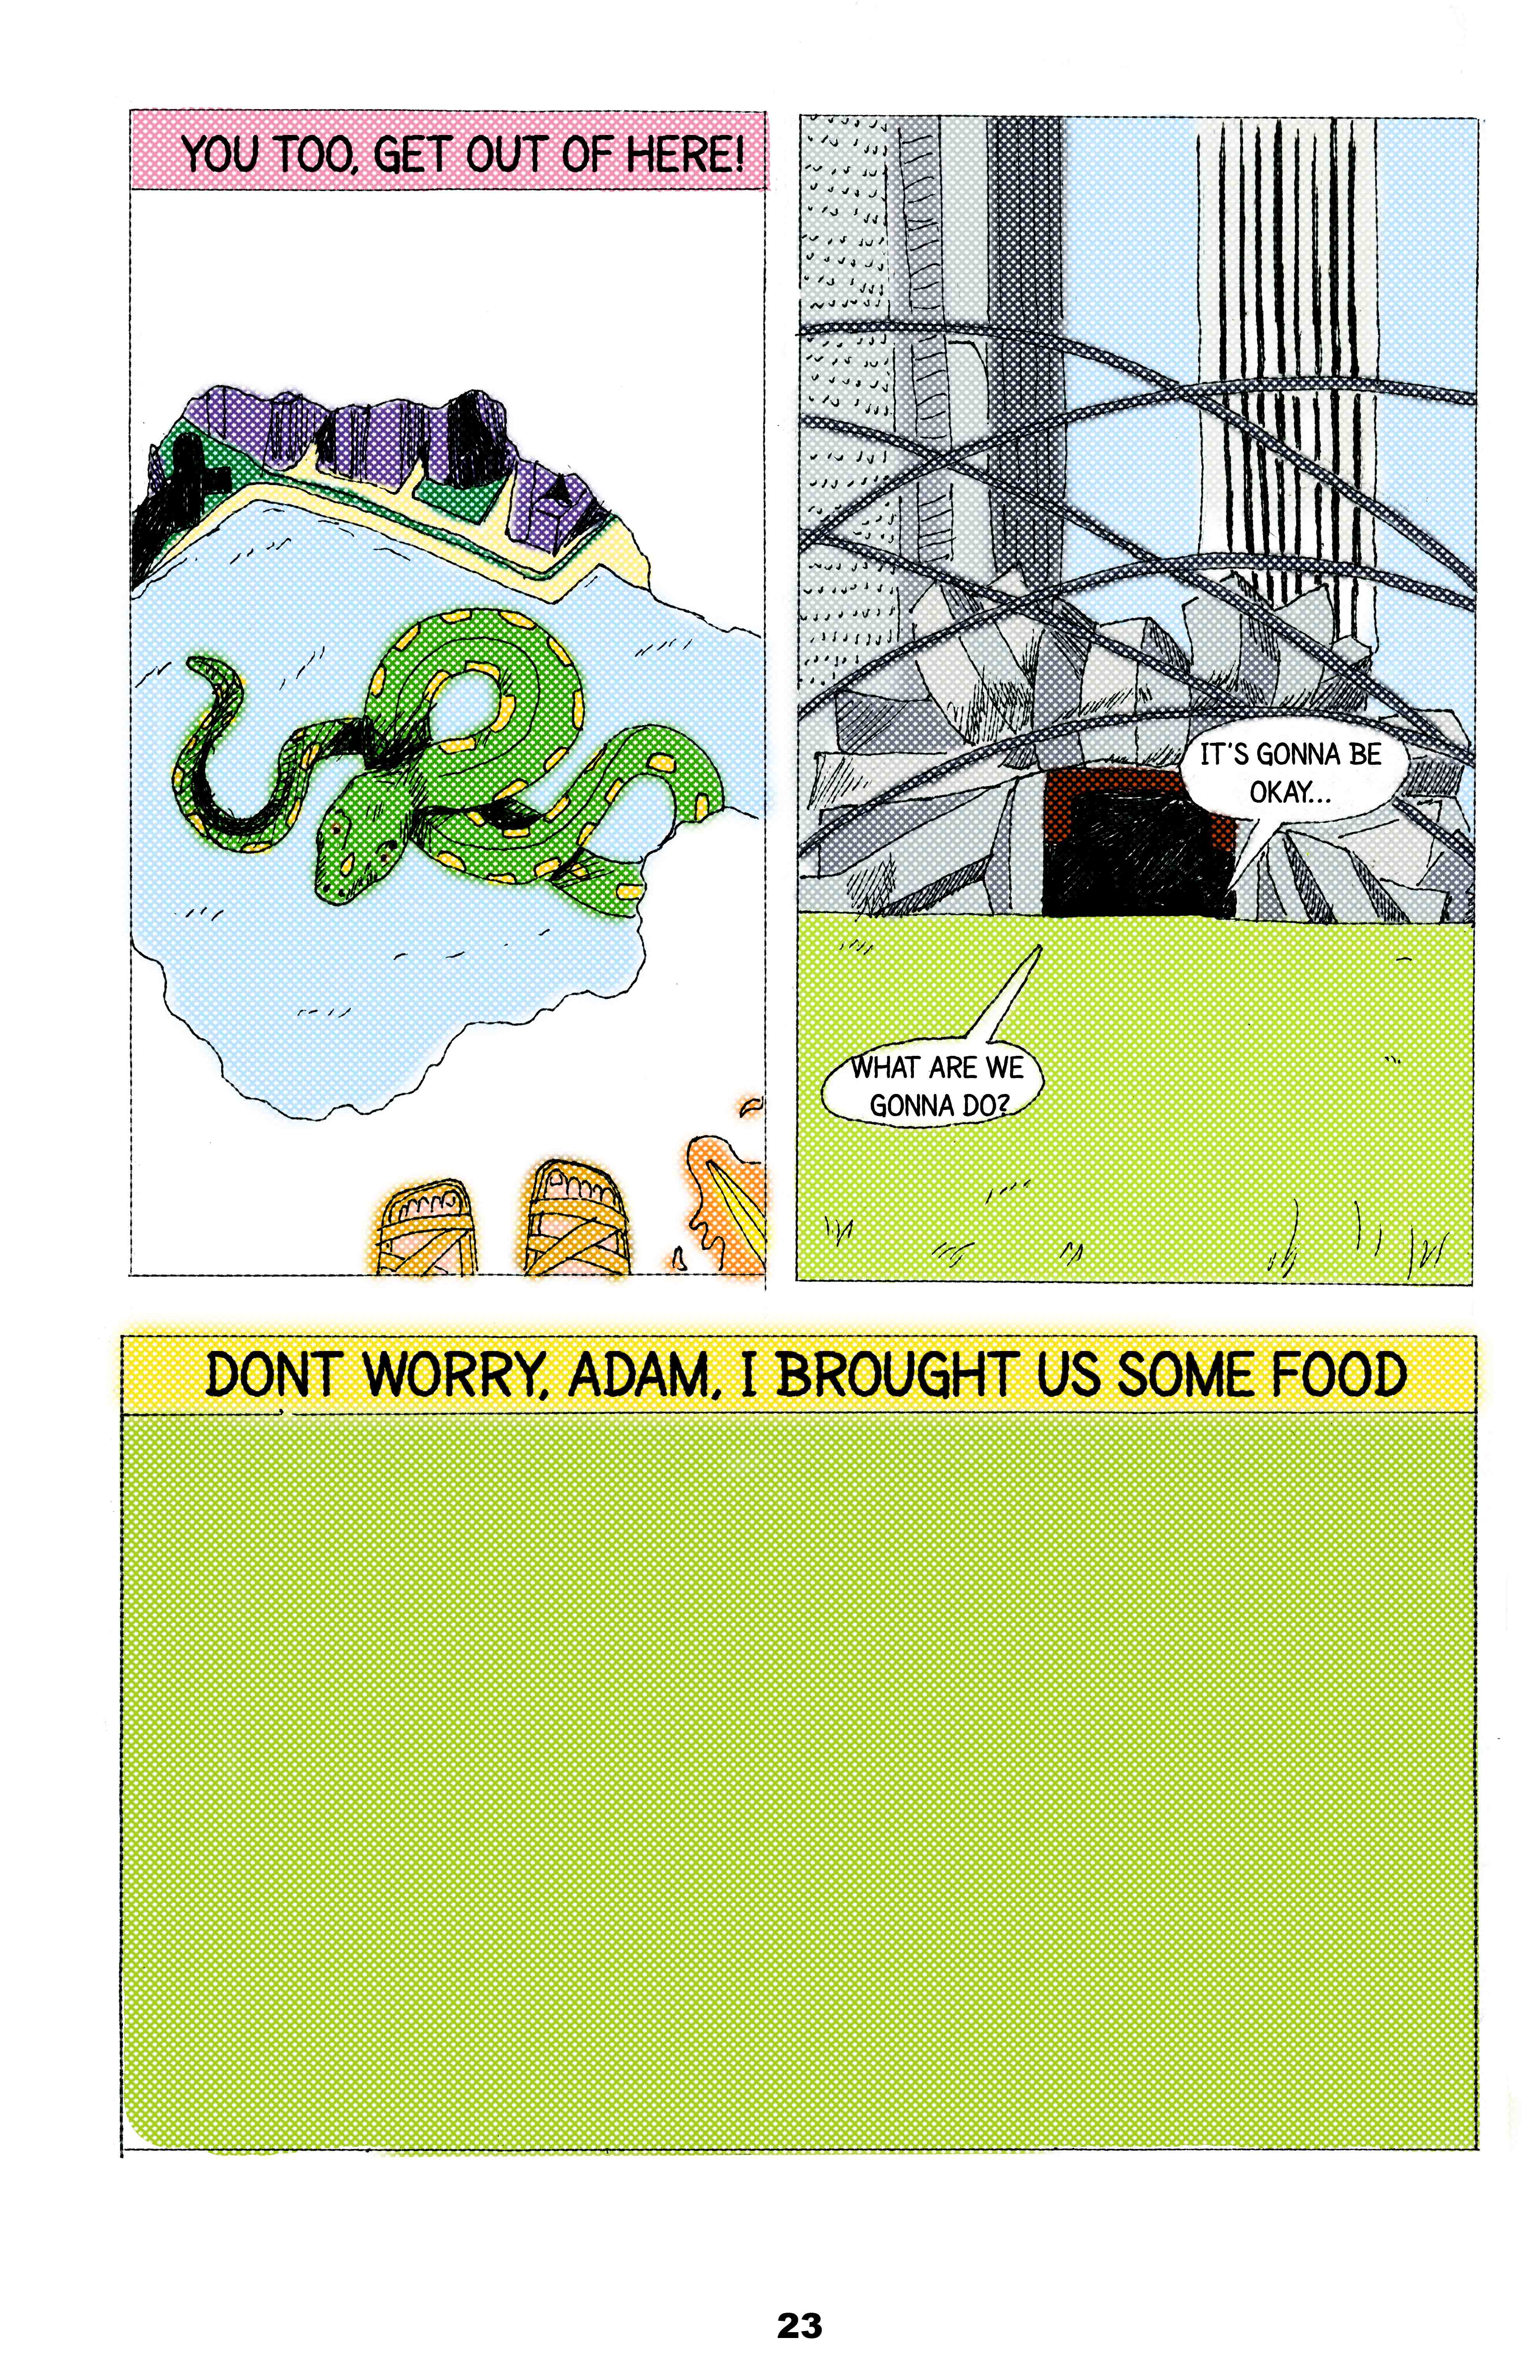 YOU TOO, GET OUT OF HERE!
IT'S GONNA BE
OKAY...
WHAT ARE WE
GONNA DO?
DONT WORRY, ADAM, I BROUGHT US SOME FOOD
23